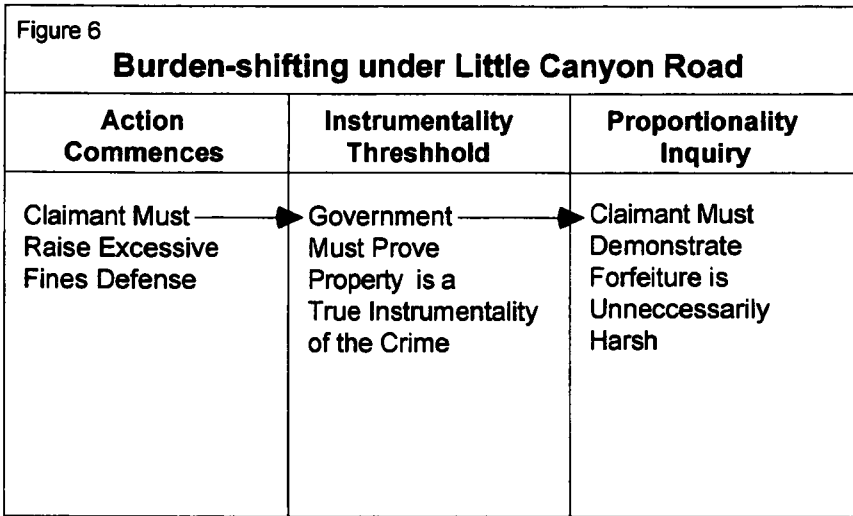 Figure 6
Burden-shifting under Little Canyon Road
Action
Commences
Instrumentality
Threshhold
Proportionality
Inquiry
Claimant Must
Raise Excessive
Fines Defense
Government
Must Prove
Property is a
True Instrumentality
of the Crime
Claimant Must
Demonstrate
Forfeiture is
Unneccessarily
Harsh